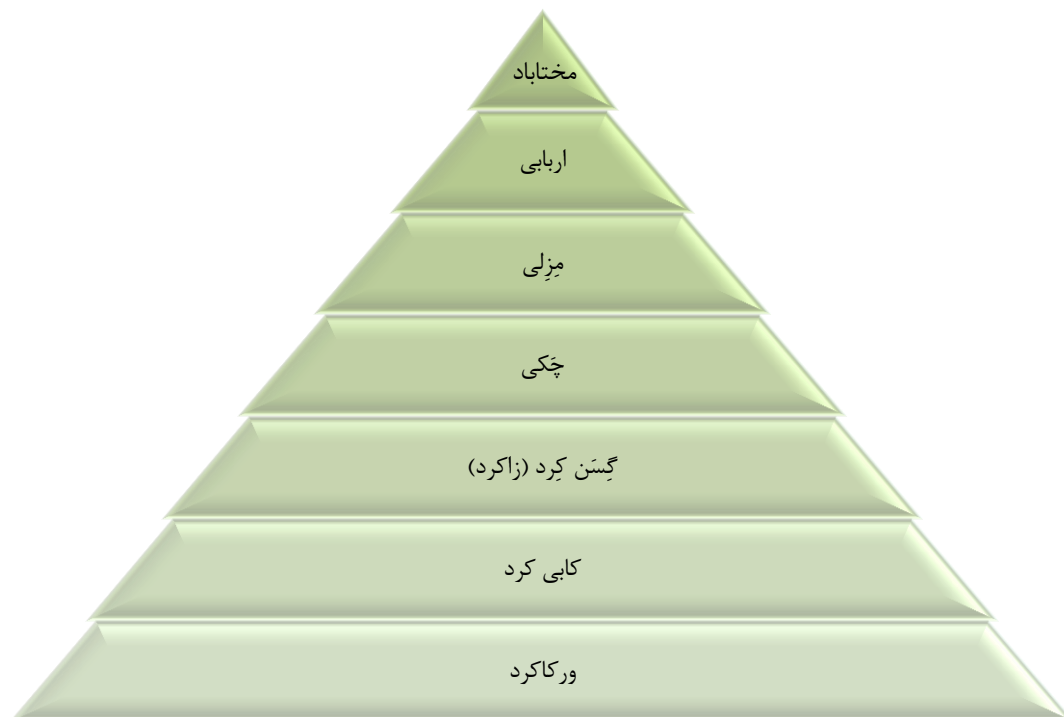 مختاباد
اربابی
مِزِلی
چَکی
گِسَن کِرد (زاکرد)
کابی کرد
ورکاکرد